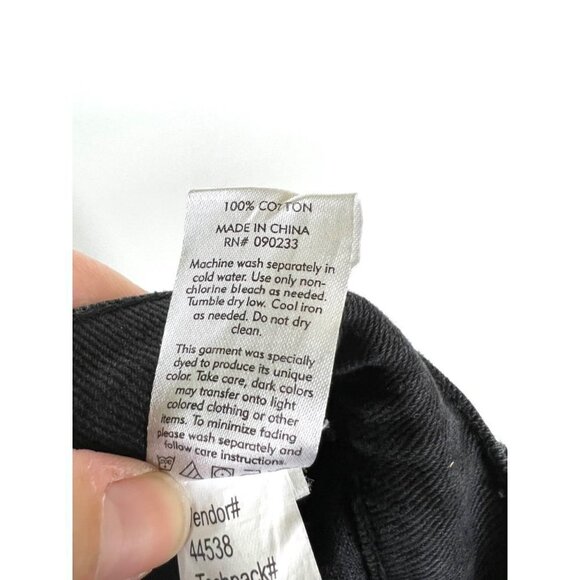 100% COTTON
MADE IN CHINA
RN# 090233
Machine wash separately in
cold water. Use only non-
chlorine bleach as needed.
Tumble dry low. Cool iron
as needed. Do not dry
clean.
This garment was specially
dyed to produce its unique
color. Take care, dark colors
may transfer onto light
colored clothing or other
items. To minimize fading
please wash separately and
follow care instructions.
Vendor#
44538
Techpack#